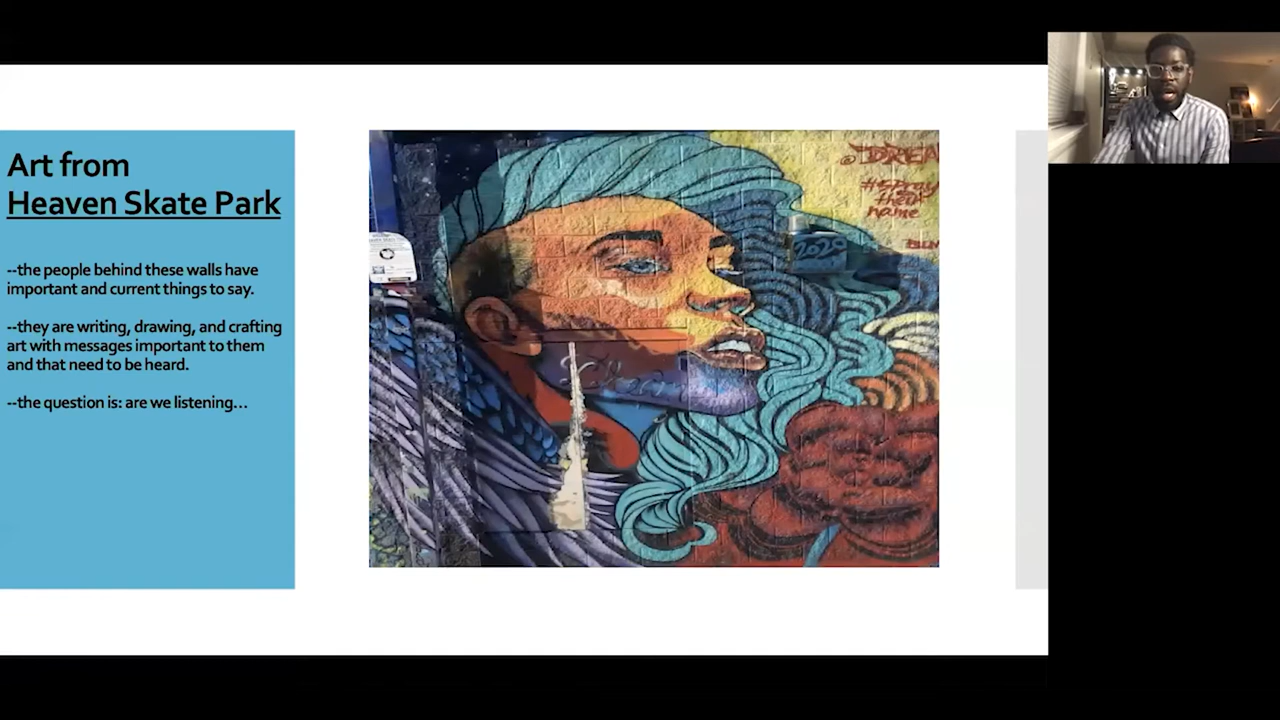 Art from
Heaven Skate Park
--the people behind these walls have
important and current things to say.
--they are writing, drawing, and crafting
art with messages important to them
and that need to be heard.
--the question is: are we listening…
DREA
#spray
their
name
BLM
2020